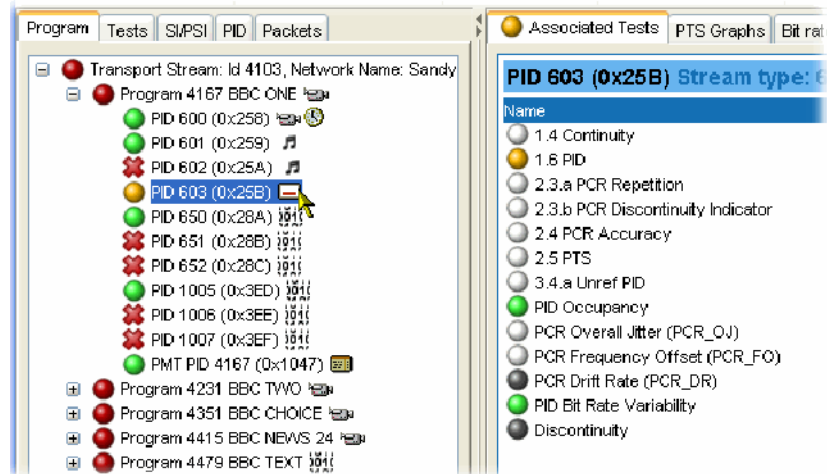 Program Tests SI/PSI PID Packets
Transport Stream: Id 4103, Network Name: Sandy
Program 4167 BBC ONE
PID 600 (0x258)
PID 601 (0x259)
PID 602 (0x25A)
PID 603 (0x25B)
PID 650 (0x28A)
PID 651 (0x28B)
PID 652 (0x28C)
PID 1005 (0x3ED)
PID 1006 (0x3EE)
PID 1007 (0x3EF)
PMT PID 4167 (0x1047)
Program 4231 BBC TWO
Program 4351 BBC CHOICE
Program 4415 BBC NEWS 24
Program 4479 BBC TEXT
Associated Tests PTS Graphs Bit rat
PID 603 (0x25B) Stream type: 6
Name
1.4 Continuity
1.6 PID
2.3.a PCR Repetition
2.3.b PCR Discontinuity Indicator
2.4 PCR Accuracy
2.5 PTS
3.4.a Unref PID
PID Occupancy
PCR Overall Jitter (PCR_OJ)
PCR Frequency Offset (PCR_FO)
PCR Drift Rate (PCR_DR)
PID Bit Rate Variability
Discontinuity